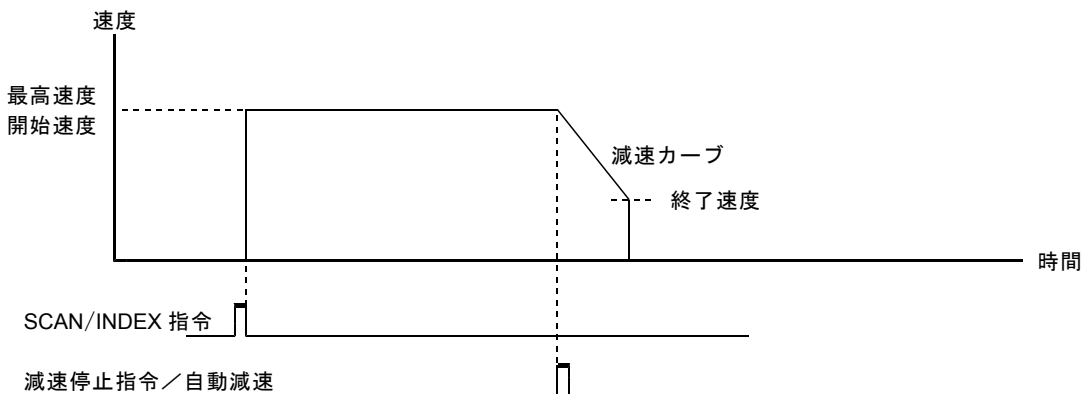 速度
最高速度
開始速度
減速カーブ
終了速度
時間
SCAN/INDEX 指令
減速停止指令／自動減速